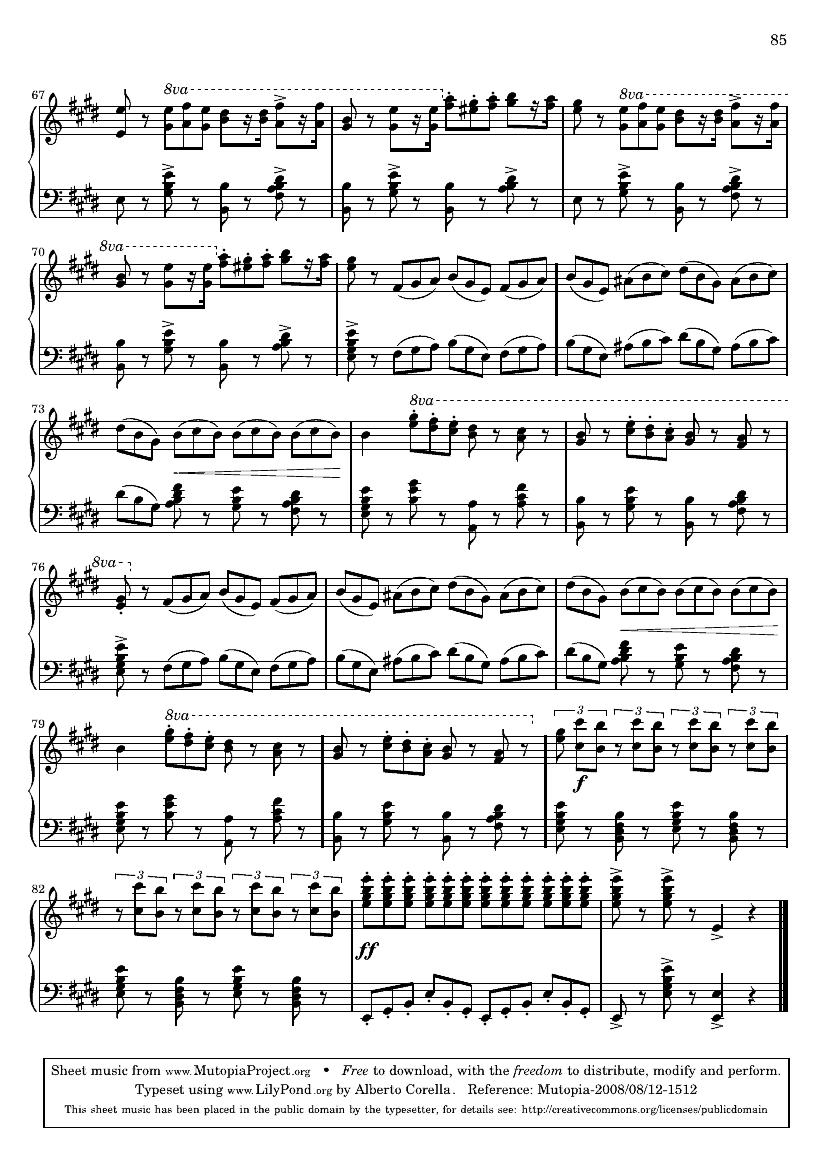 85
67
8va
8va
70
8va
73
8va
76
8va
79
8va
3 3 3 3
f
82
3 3 3 3
ff
Sheet music from www.MutopiaProject.org • Free to download, with the freedom to distribute, modify and perform.
Typeset using www.LilyPond.org by Alberto Corella. Reference: Mutopia-2008/08/12-1512
This sheet music has been placed in the public domain by the typesetter, for details see: http://creativecommons.org/licenses/publicdomain